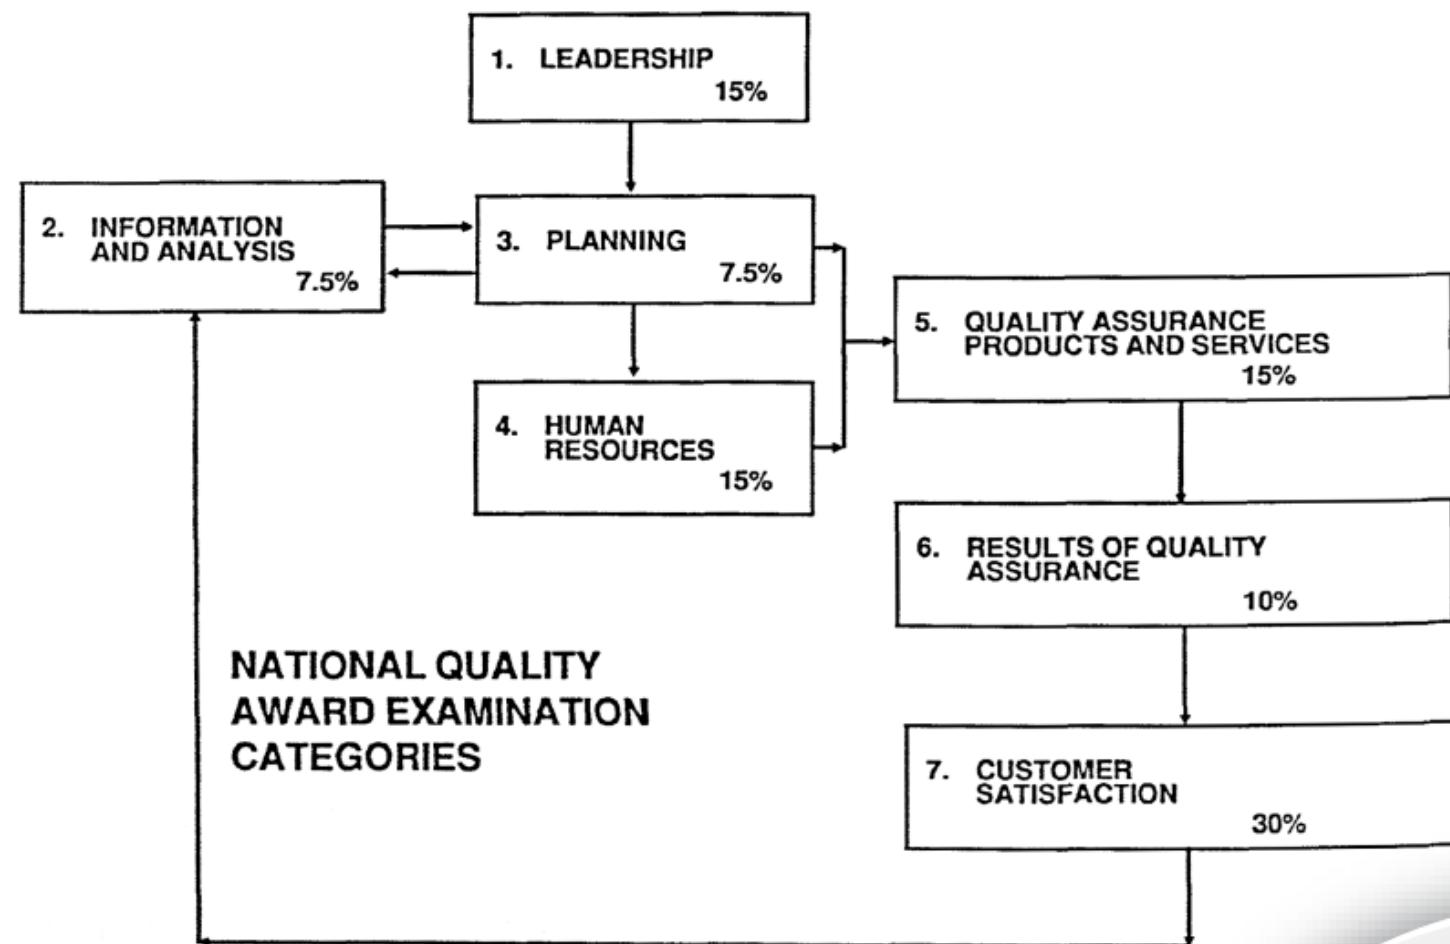 1. LEADERSHIP
15%
2. INFORMATION
AND ANALYSIS
7.5%
3. PLANNING
7.5%
4. HUMAN
RESOURCES
15%
5. QUALITY ASSURANCE
PRODUCTS AND SERVICES
15%
6. RESULTS OF QUALITY
ASSURANCE
10%
7. CUSTOMER
SATISFACTION
30%
NATIONAL QUALITY
AWARD EXAMINATION
CATEGORIES